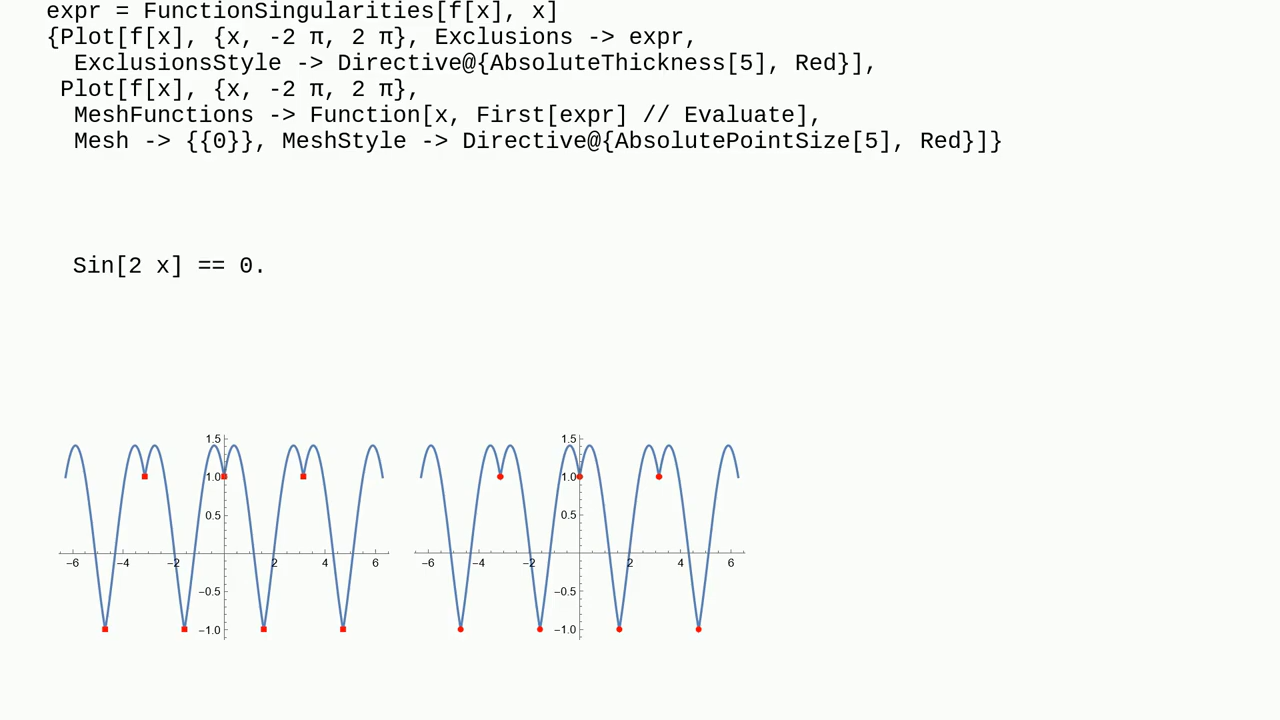 expr = FunctionSingularities[f[x], x]
{Plot[f[x], {x, -2 π, 2 π}, Exclusions -> expr,
ExclusionsStyle -> Directive@{AbsoluteThickness[5], Red}],
Plot[f[x], {x, -2 π, 2 π},
MeshFunctions -> Function[x, First[expr] // Evaluate],
Mesh -> {{0}}, MeshStyle -> Directive@{AbsolutePointSize[5], Red}]}
Sin[2 x] == 0.
1.5
1.0
0.5
−6 −4 −2 2 4 6
−0.5
−1.0
1.5
1.0
0.5
−6 −4 −2 2 4 6
−0.5
−1.0